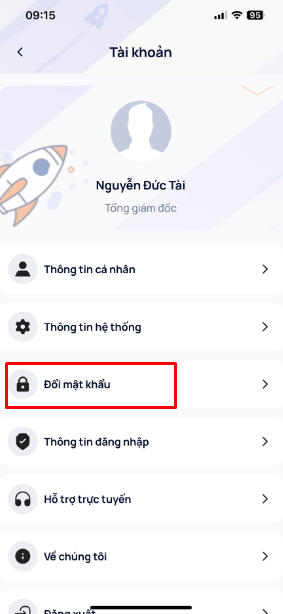 09:15
95
Tài khoản
Nguyễn Đức Tài
Tổng giám đốc
Thông tin cá nhân
Thông tin hệ thống
Đổi mật khẩu
Thông tin đăng nhập
Hỗ trợ trực tuyến
Về chúng tôi
Đăng xuất